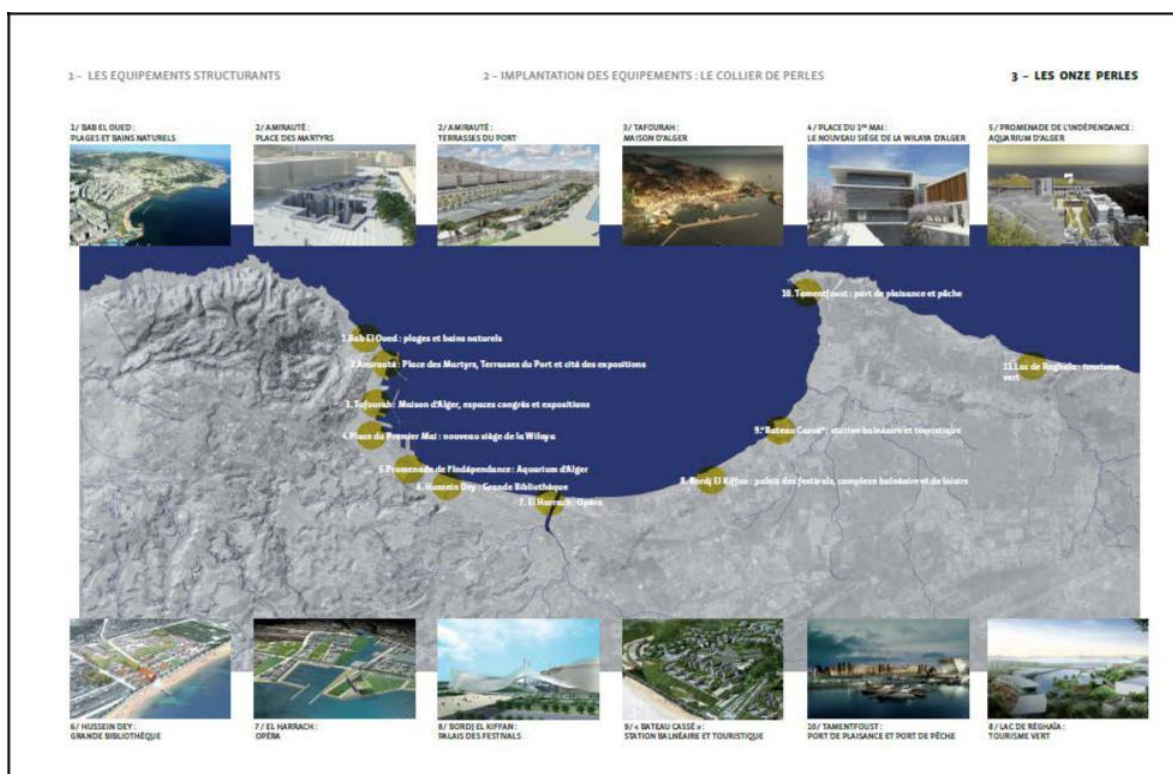 1 – LES EQUIPEMENTS STRUCTURANTS
2 – IMPLANTATION DES EQUIPEMENTS : LE COLLIER DE PERLES
3 – LES ONZE PERLES
1/ BAB EL OUED :
PLAGES ET BAINS NATURELS
2/ AMIRAUTÉ :
PLACE DES MARTYRS
2/ AMIRAUTÉ :
TERRASSES DU PORT
3/ TAFOURAH :
MAISON D'ALGER
4/ PLACE DU 1ER MAI :
LE NOUVEAU SIÈGE DE LA WILAYA D'ALGER
5/ PROMENADE DE L'INDÉPENDANCE :
AQUARIUM D'ALGER
10. Tamentfoust : port de plaisance et pêche
1.Bab El Oued : plages et bains naturels
2.Amirauté : Place des Martyrs, Terrasses du Port et cité des expositions
11.Lac de Réghaïa : tourisme
vert
3. Tafourah : Maison d'Alger, espaces congrès et expositions
4.Place du Premier Mai : nouveau siège de la Wilaya
9."Bateau Cassé" : station balnéaire et touristique
5.Promenade de l'Indépendance : Aquarium d'Alger
8. Bordj El Kiffan : palais des festivals, complexe balnéaire et de loisirs
6. Hussein Dey : Grande Bibliothèque
7. El Harrach : Opéra
6/ HUSSEIN DEY :
GRANDE BIBLIOTHÈQUE
7/ EL HARRACH :
OPÉRA
8/ BORDJ EL KIFFAN :
PALAIS DES FESTIVALS
9/ « BATEAU CASSÉ » :
STATION BALNÉAIRE ET TOURISTIQUE
10/ TAMENTFOUST :
PORT DE PLAISANCE ET PORT DE PÊCHE
8/ LAC DE RÉGHAÏA :
TOURISME VERT